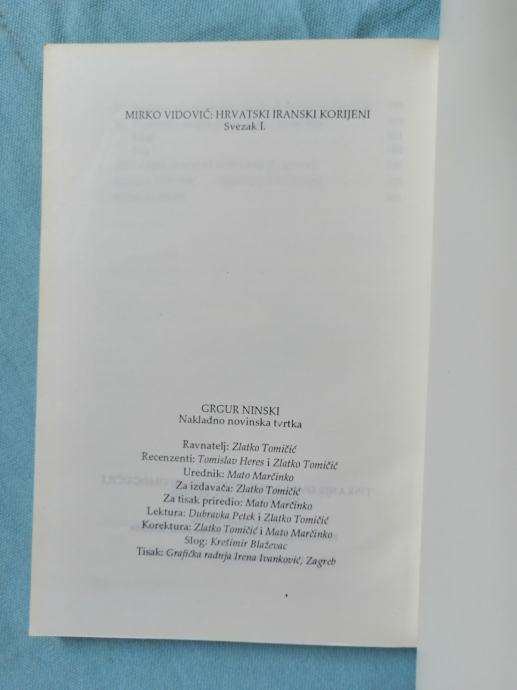 MIRKO VIDOVIČ: HRVATSKI IRANSKI KORIJENI
Svezak I.
GRGUR NINSKI
Nakladno novinska tvrtka
Ravnatelj: Zlatko Tomičić
Recenzenti: Tomislav Heres i Zlatko Tomičić
Urednik: Mato Marčinko
Za izdavača: Zlatko Tomičić
Za tisak priredio: Mato Marčinko
Lektura: Dubravka Petek i Zlatko Tomičić
Korektura: Zlatko Tomičić i Mato Marčinko
Slog: Krešimir Blaževac
Tisak: Grafička radnja Irena Ivanković, Zagreb